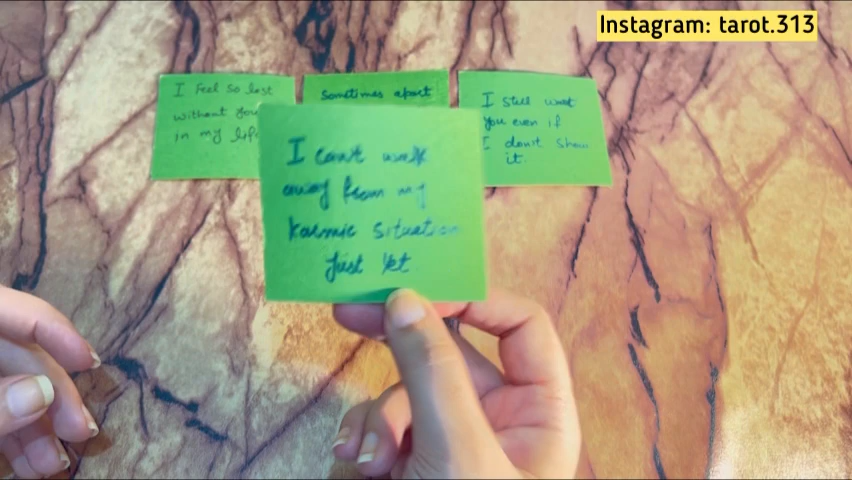 Instagram: tarot.313
I Feel So lost
without you
in my life
Sometimes apart
I still want
you even if
I don't show
it.
I can't walk
away from my
karmic situation
Just Yet